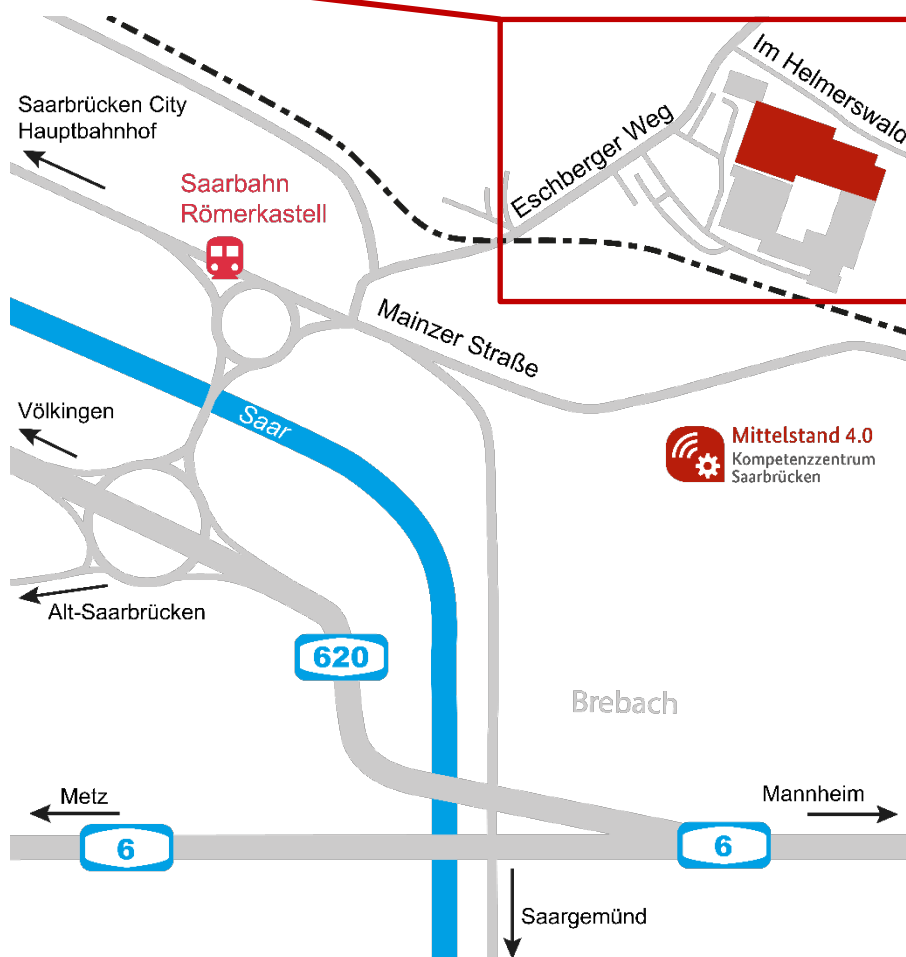 Im Helmerswald
Saarbrücken City
Hauptbahnhof
Eschberger Weg
Saarbahn
Römerkastell
Mainzer Straße
Völkingen
Saar
Mittelstand 4.0
Kompetenzzentrum
Saarbrücken
Alt-Saarbrücken
620
Brebach
Metz
Mannheim
6
6
Saargemünd